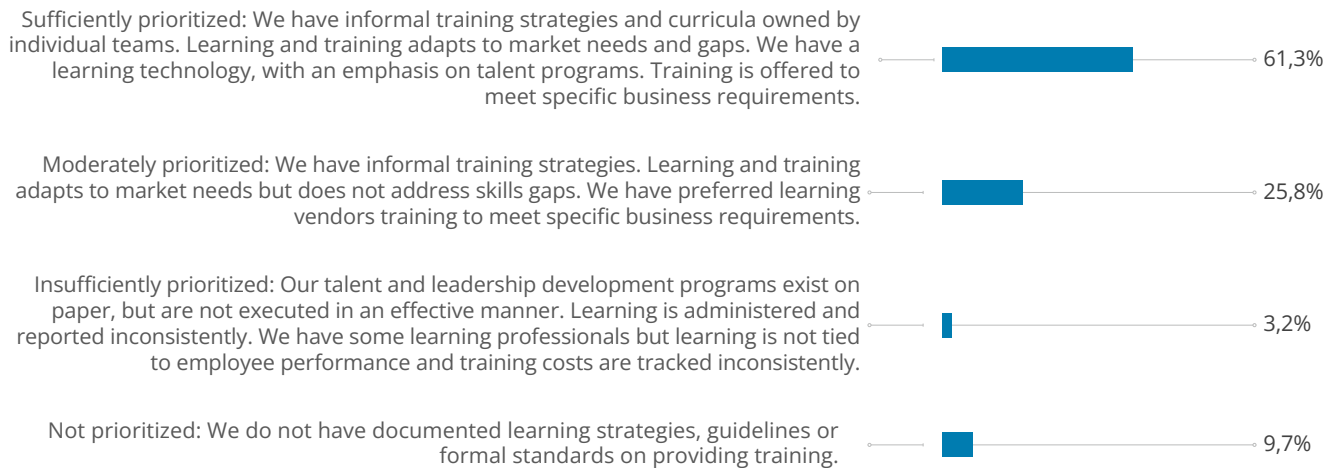 Sufficiently prioritized: We have informal training strategies and curricula owned by
individual teams. Learning and training adapts to market needs and gaps. We have a
learning technology, with an emphasis on talent programs. Training is offered to
meet specific business requirements.
61,3%
Moderately prioritized: We have informal training strategies. Learning and training
adapts to market needs but does not address skills gaps. We have preferred learning
vendors training to meet specific business requirements.
25,8%
Insufficiently prioritized: Our talent and leadership development programs exist on
paper, but are not executed in an effective manner. Learning is administered and
reported inconsistently. We have some learning professionals but learning is not tied
to employee performance and training costs are tracked inconsistently.
3,2%
Not prioritized: We do not have documented learning strategies, guidelines or
formal standards on providing training.
9,7%